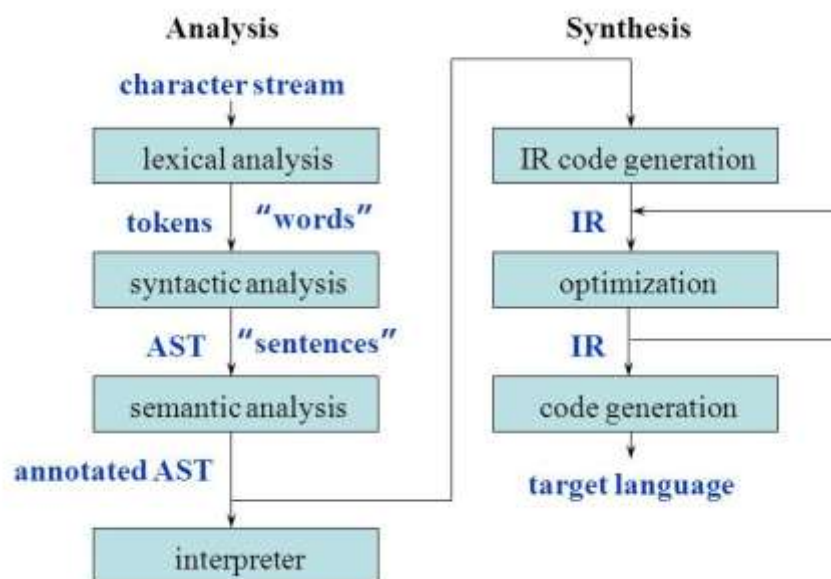 Analysis
character stream
lexical analysis
tokens "words"
syntactic analysis
AST "sentences"
semantic analysis
annotated AST
interpreter
Synthesis
IR code generation
IR
optimization
IR
code generation
target language